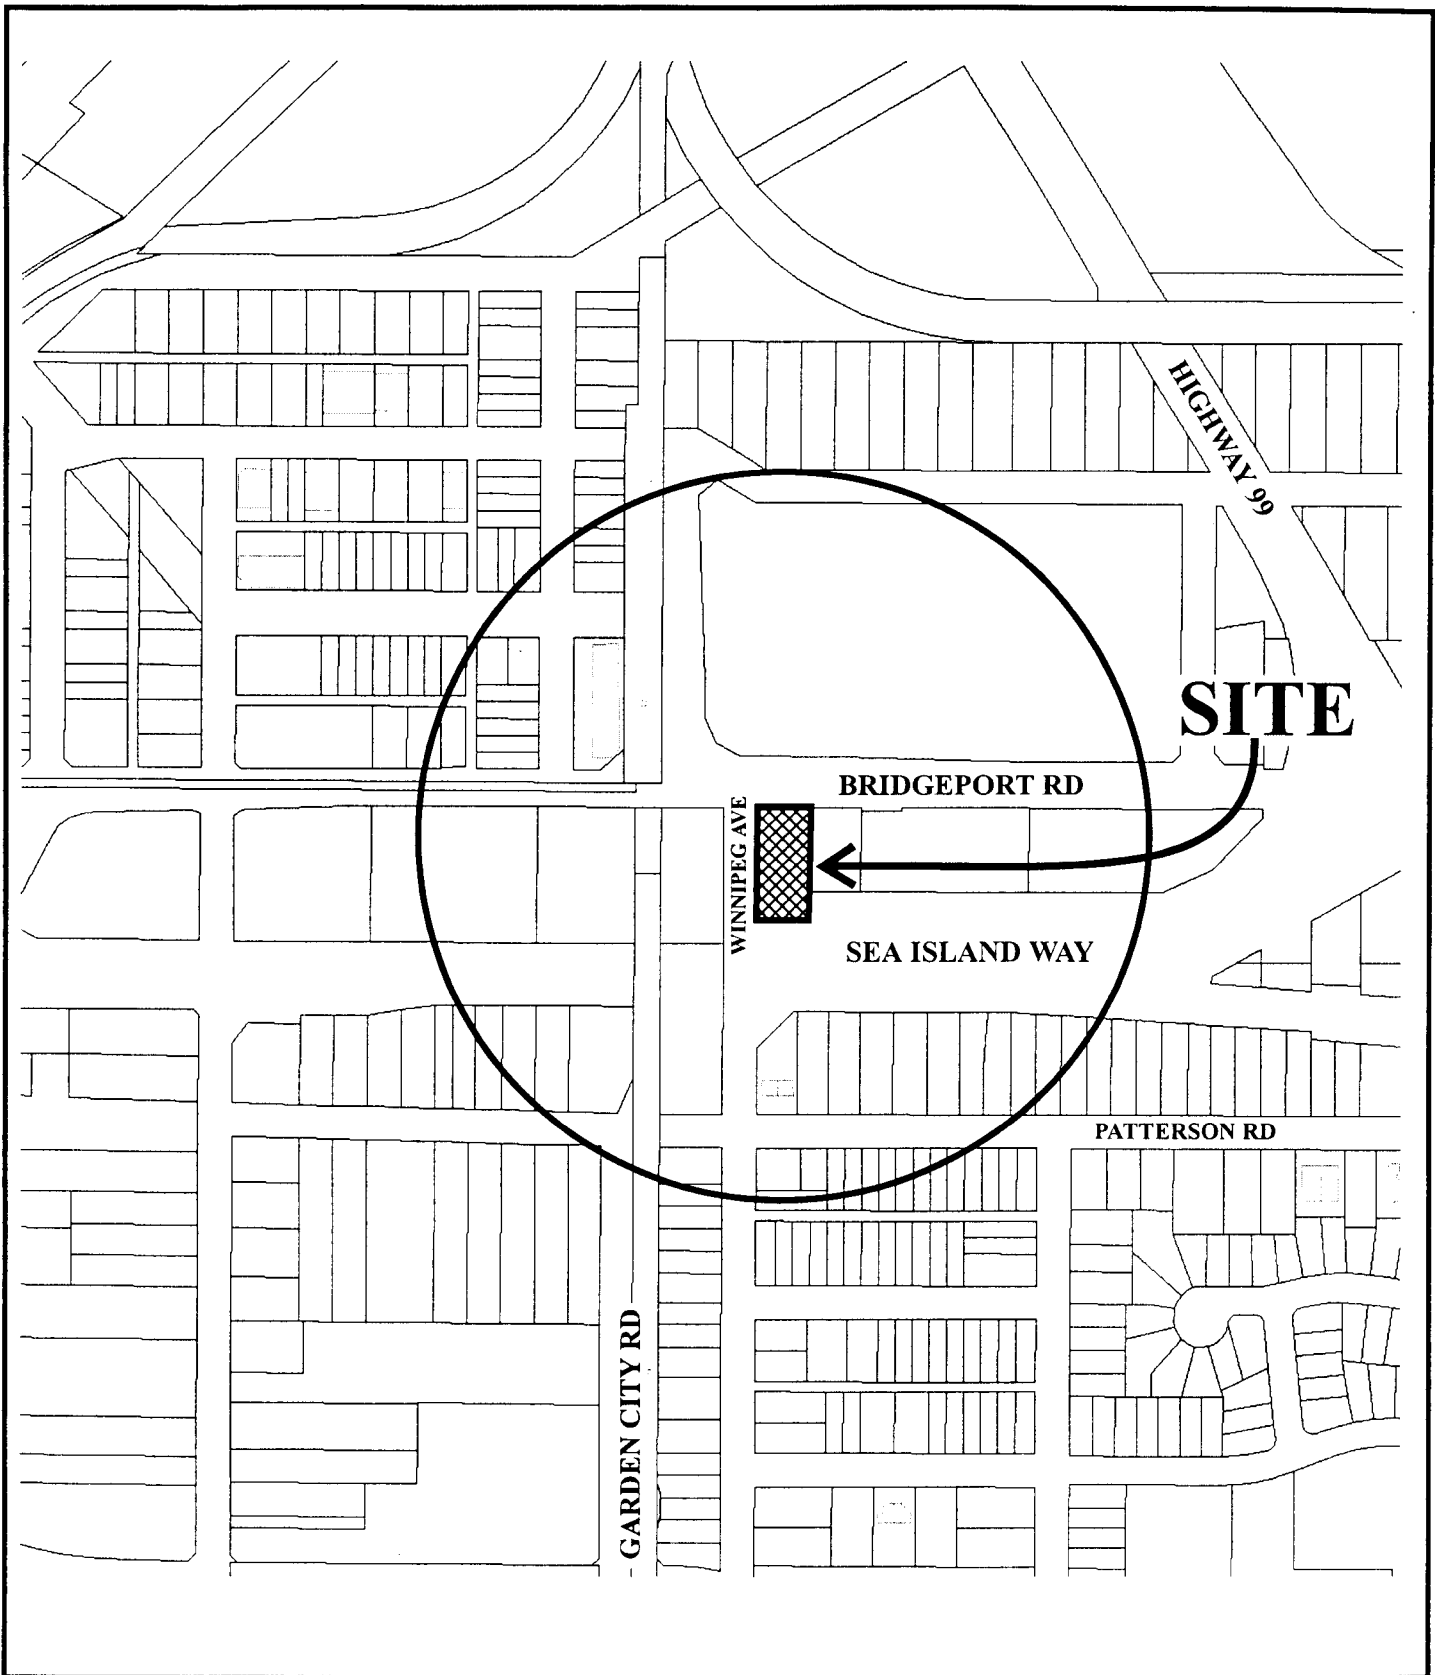 HIGHWAY 99
SITE
BRIDGEPORT RD
WINNIPEG AVE
SEA ISLAND WAY
PATTERSON RD
GARDEN CITY RD